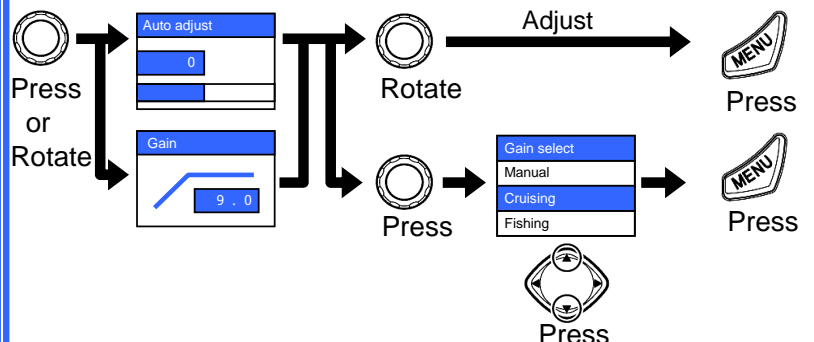 Press
or
Rotate
Auto adjust
0
Gain
9 . 0
Rotate
Adjust
MENU
Press
Press
Gain select
Manual
Cruising
Fishing
Press
MENU
Press